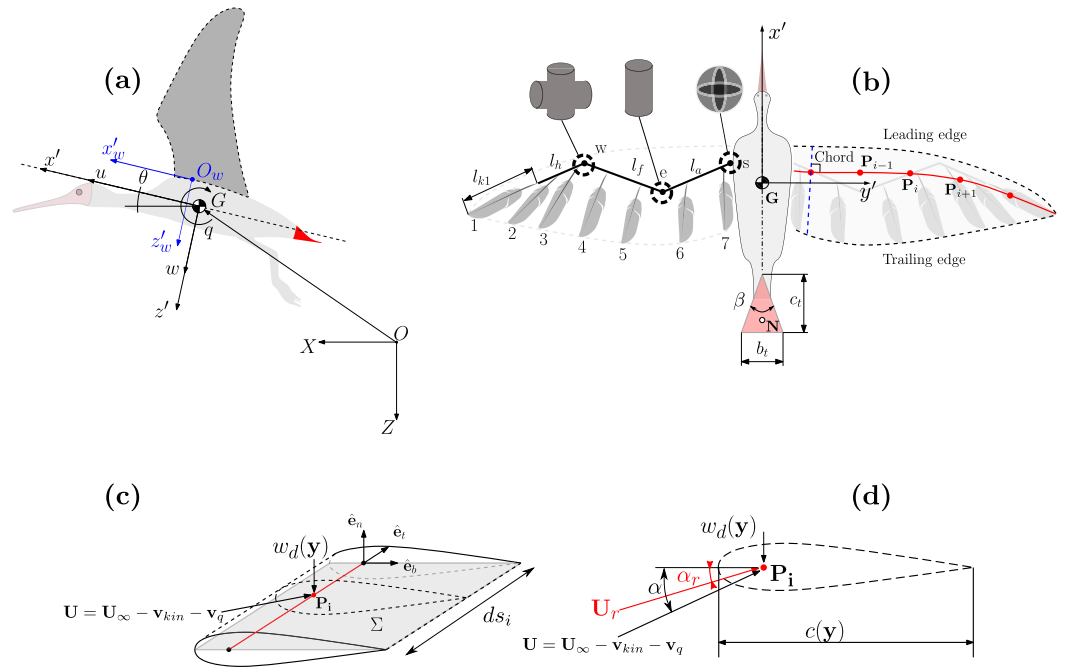 (a)
x′w
Ow
x′
u
θ
G
q
z′w
w
z′
O
X
Z
(b)
x′
w
s
e
lh
lf
la
lk1
1
2
3
4
5
6
7
Leading edge
Chord
Pi−1
Pi
Pi+1
G
y′
Trailing edge
β
ct
N
bt
(c)
ên
êt
wd(y)
êb
Pi
U = U∞ − vkin − vq
Σ
dsi
(d)
wd(y)
α
αr
Pi
Ur
U = U∞ − vkin − vq
c(y)